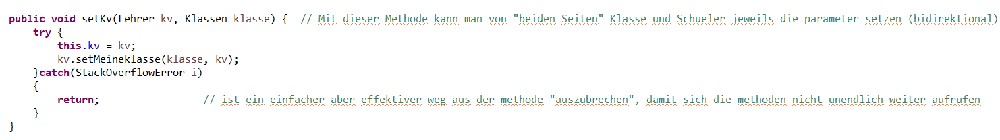 public void setKv(Lehrer kv, Klassen klasse) {  // Mit dieser Methode kann man von "beiden Seiten" Klasse und Schueler jeweils die parameter setzen (bidirektional)
    try {
        this.kv = kv;
        kv.setMeineklasse(klasse, kv);
    }catch(StackOverflowError i)
    {
        return;                 // ist ein einfacher aber effektiver weg aus der methode "auszubrechen", damit sich die methoden nicht unendlich weiter aufrufen
    }
}